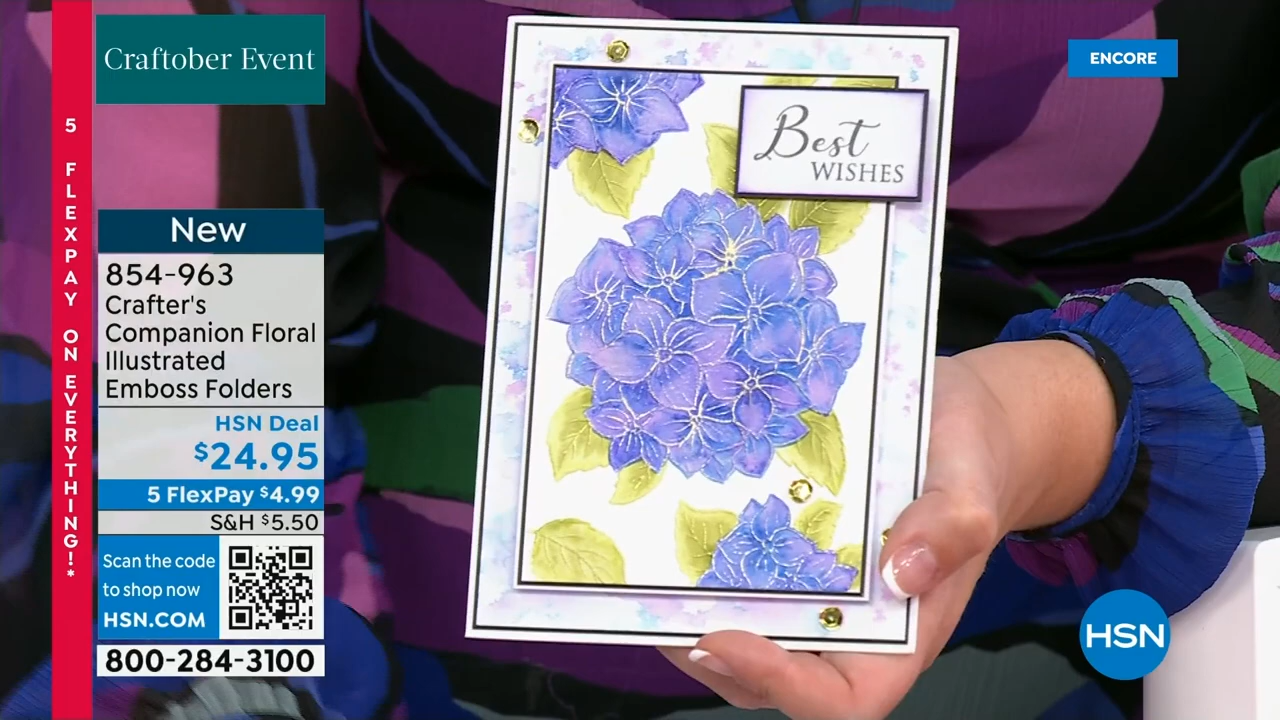 Craftober Event
5 FLEXPAY ON EVERYTHING!*
New
854-963
Crafter's
Companion Floral
Illustrated
Emboss Folders
HSN Deal
$24.95
5 FlexPay $4.99
S&H $5.50
Scan the code
to shop now
HSN.COM
800-284-3100
Best
WISHES
ENCORE
HSN